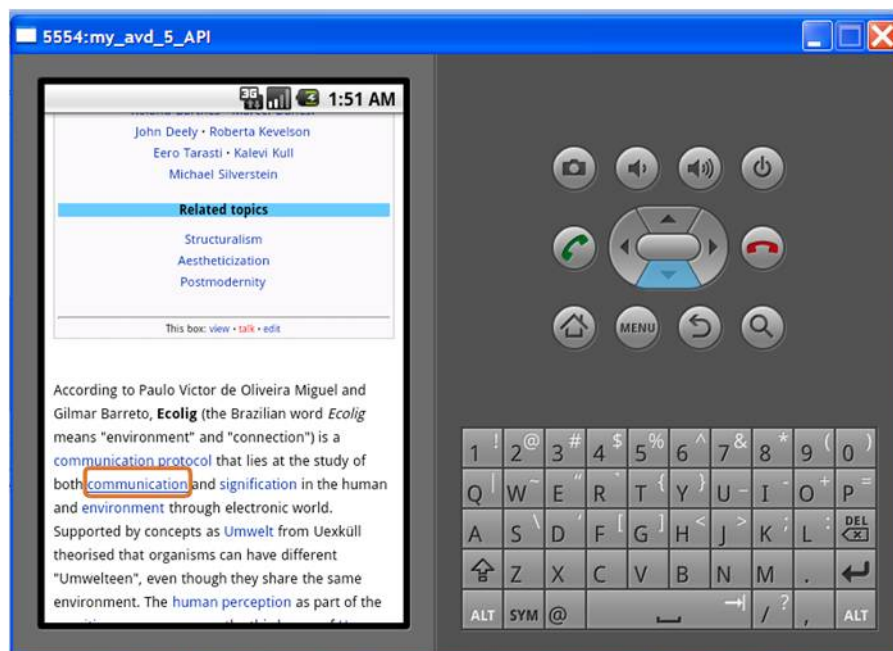 5554:my_avd_5_API
3G 1:51 AM
John Deely • Roberta Kevelson
Eero Tarasti • Kalevi Kull
Michael Silverstein
Related topics
Structuralism
Aestheticization
Postmodernity
This box: view • talk • edit
According to Paulo Victor de Oliveira Miguel and
Gilmar Barreto, Ecolig (the Brazilian word Ecolig
means "environment" and "connection") is a
communication protocol that lies at the study of
both communication and signification in the human
and environment through electronic world.
Supported by concepts as Umwelt from Uexküll
theorised that organisms can have different
"Umwelteen", even though they share the same
environment. The human perception as part of the
MENU
1 ! 2 @ 3 # 4 $ 5 % 6 ^ 7 & 8 * 9 ( 0 )
Q | W ~ E " R ` T { Y } U _ I - O + P =
A S \ D ' F [ G ] H < J > K ; L : DEL
Z X C V B N M .
ALT SYM @ / ? , ALT